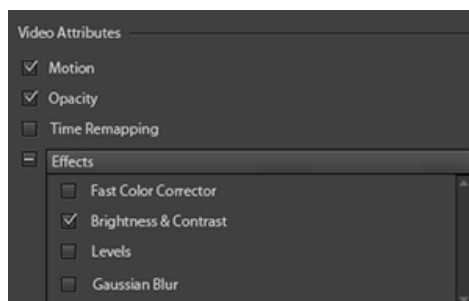 Video Attributes
Motion
Opacity
Time Remapping
Effects
Fast Color Corrector
Brightness & Contrast
Levels
Gaussian Blur